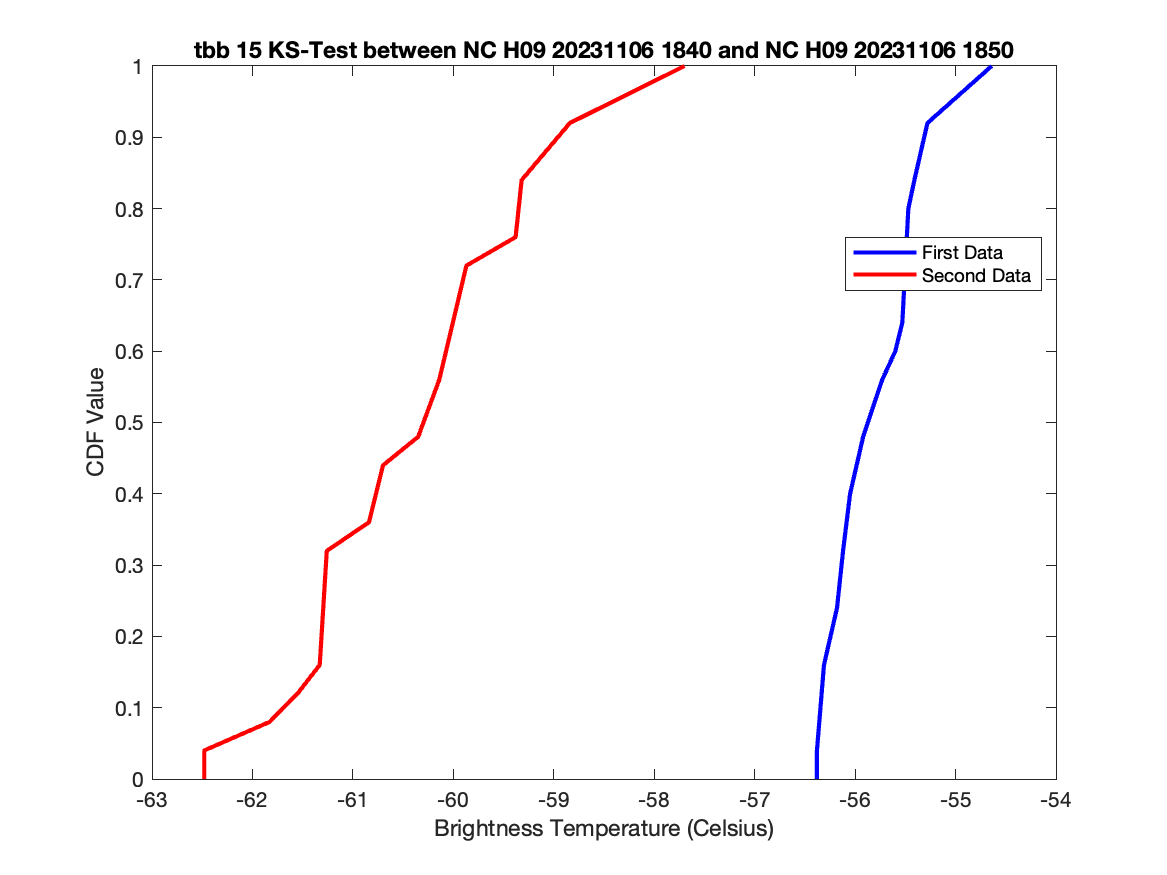 tbb 15 KS-Test between NC H09 20231106 1840 and NC H09 20231106 1850
1
0.9
0.8
0.7
0.6
0.5
0.4
0.3
0.2
0.1
0
CDF Value
First Data
Second Data
-63 -62 -61 -60 -59 -58 -57 -56 -55 -54
Brightness Temperature (Celsius)